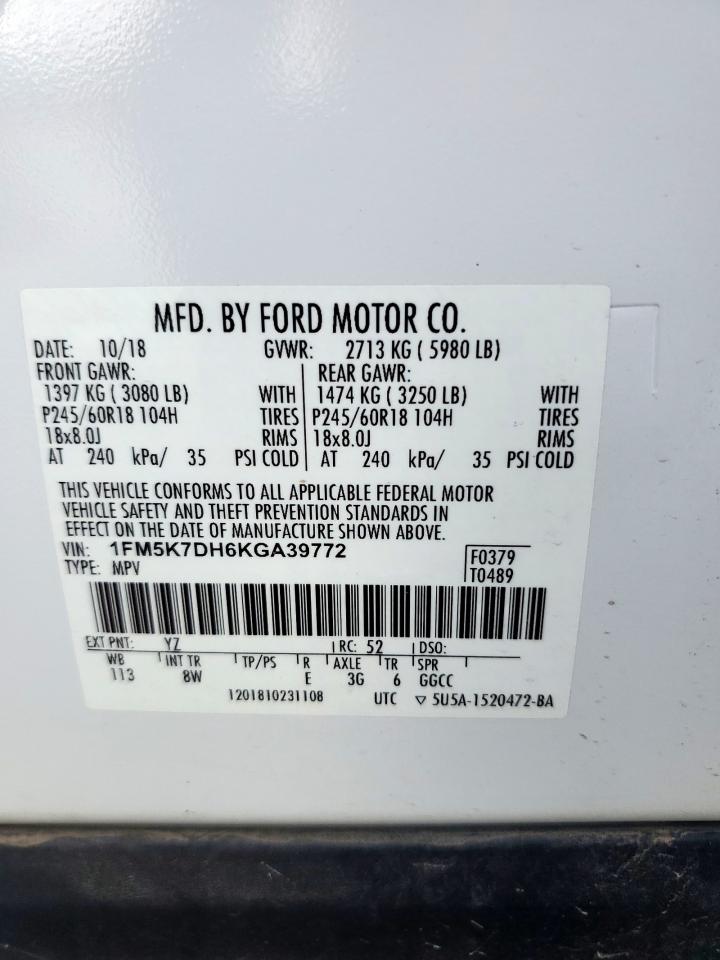 MFD. BY FORD MOTOR CO.
DATE: 10/18 GVWR: 2713 KG ( 5980 LB)
FRONT GAWR: REAR GAWR:
1397 KG ( 3080 LB) WITH 1474 KG ( 3250 LB) WITH
P245/60R18 104H TIRES P245/60R18 104H TIRES
18x8.0J RIMS 18x8.0J RIMS
AT 240 kPa/ 35 PSI COLD AT 240 kPa/ 35 PSI COLD
THIS VEHICLE CONFORMS TO ALL APPLICABLE FEDERAL MOTOR
VEHICLE SAFETY AND THEFT PREVENTION STANDARDS IN
EFFECT ON THE DATE OF MANUFACTURE SHOWN ABOVE.
VIN: 1FM5K7DH6KGA39772 F0379
TYPE: MPV T0489
EXT PNT: YZ RC: 52 DSO:
WB INT TR TP/PS R AXLE TR SPR
113 8W E 3G 6 GGCC
1201810231108 UTC ▽ 5U5A-1520472-BA